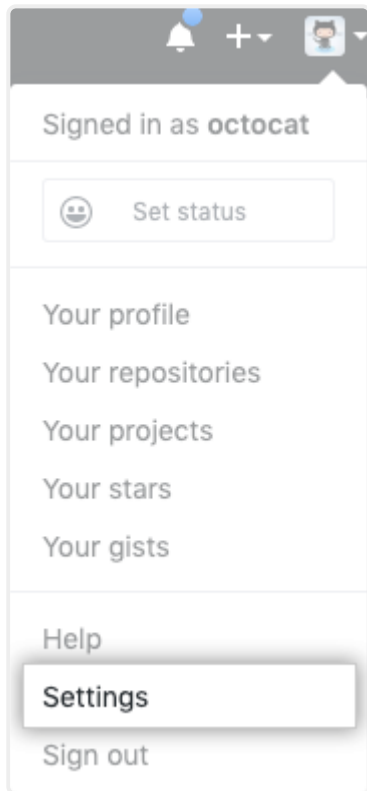 Signed in as octocat
Set status
Your profile
Your repositories
Your projects
Your stars
Your gists
Help
Settings
Sign out